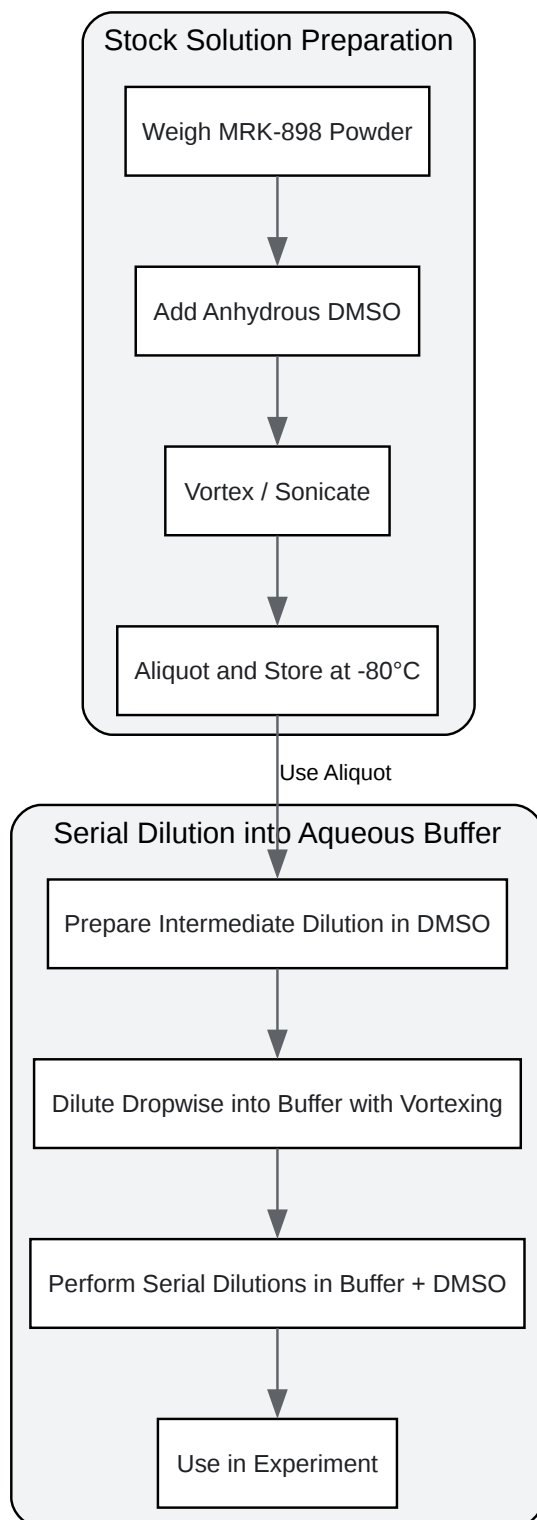 Stock Solution Preparation
Weigh MRK-898 Powder
Add Anhydrous DMSO
Vortex / Sonicate
Aliquot and Store at -80°C
Use Aliquot
Serial Dilution into Aqueous Buffer
Prepare Intermediate Dilution in DMSO
Dilute Dropwise into Buffer with Vortexing
Perform Serial Dilutions in Buffer + DMSO
Use in Experiment